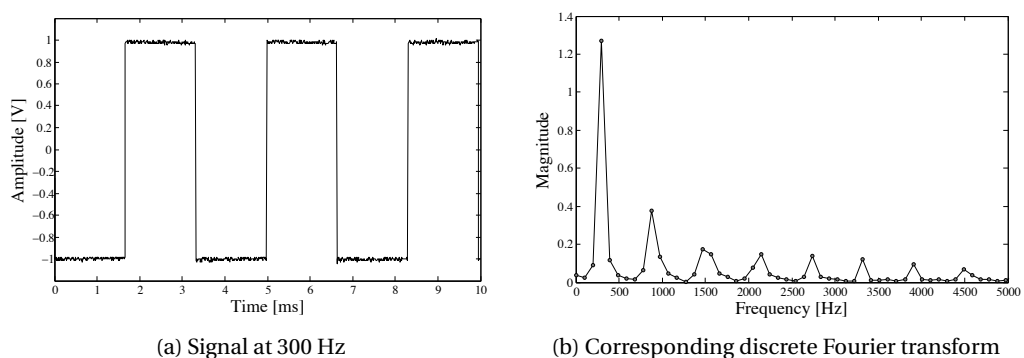 Amplitude [V]
1
0.8
0.6
0.4
0.2
0
−0.2
−0.4
−0.6
−0.8
−1
0 1 2 3 4 5 6 7 8 9 10
Time [ms]
(a) Signal at 300 Hz
Magnitude
1.4
1.2
1
0.8
0.6
0.4
0.2
0
0 500 1000 1500 2000 2500 3000 3500 4000 4500 5000
Frequency [Hz]
(b) Corresponding discrete Fourier transform